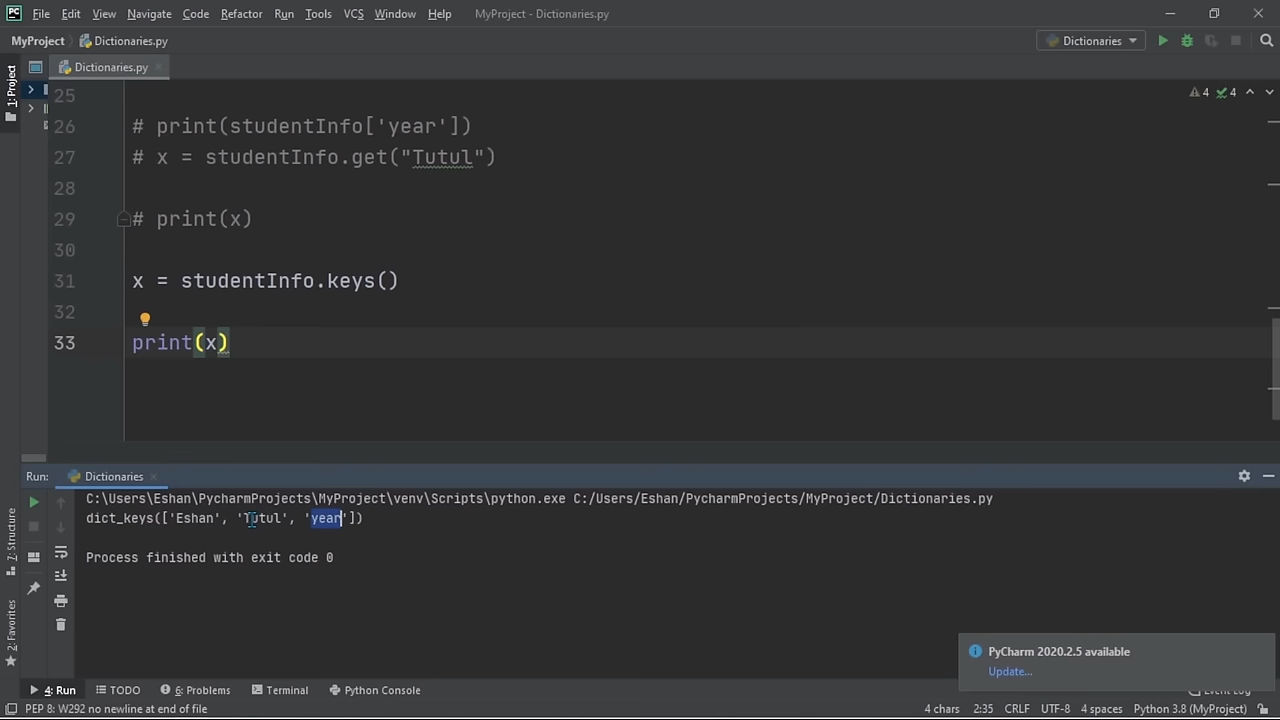 PC File Edit View Navigate Code Refactor Run Tools VCS Window Help MyProject - Dictionaries.py
MyProject Dictionaries.py Dictionaries
1: Project
Dictionaries.py
4 4
25
26 # print(studentInfo['year'])
27 # x = studentInfo.get("Tutul")
28
29 # print(x)
30
31 x = studentInfo.keys()
32
33 print(x)
Run: Dictionaries
C:\Users\Eshan\PycharmProjects\MyProject\venv\Scripts\python.exe C:/Users/Eshan/PycharmProjects/MyProject/Dictionaries.py
dict_keys(['Eshan', 'Tutul', 'year'])
Process finished with exit code 0
7: Structure
2: Favorites
PyCharm 2020.2.5 available
Update...
4: Run TODO 6: Problems Terminal Python Console Event Log
PEP 8: W292 no newline at end of file 4 chars 2:35 CRLF UTF-8 4 spaces Python 3.8 (MyProject)